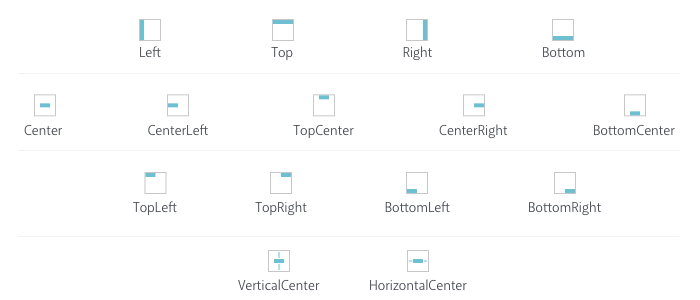 Left Top Right Bottom
Center CenterLeft TopCenter CenterRight BottomCenter
TopLeft TopRight BottomLeft BottomRight
VerticalCenter HorizontalCenter